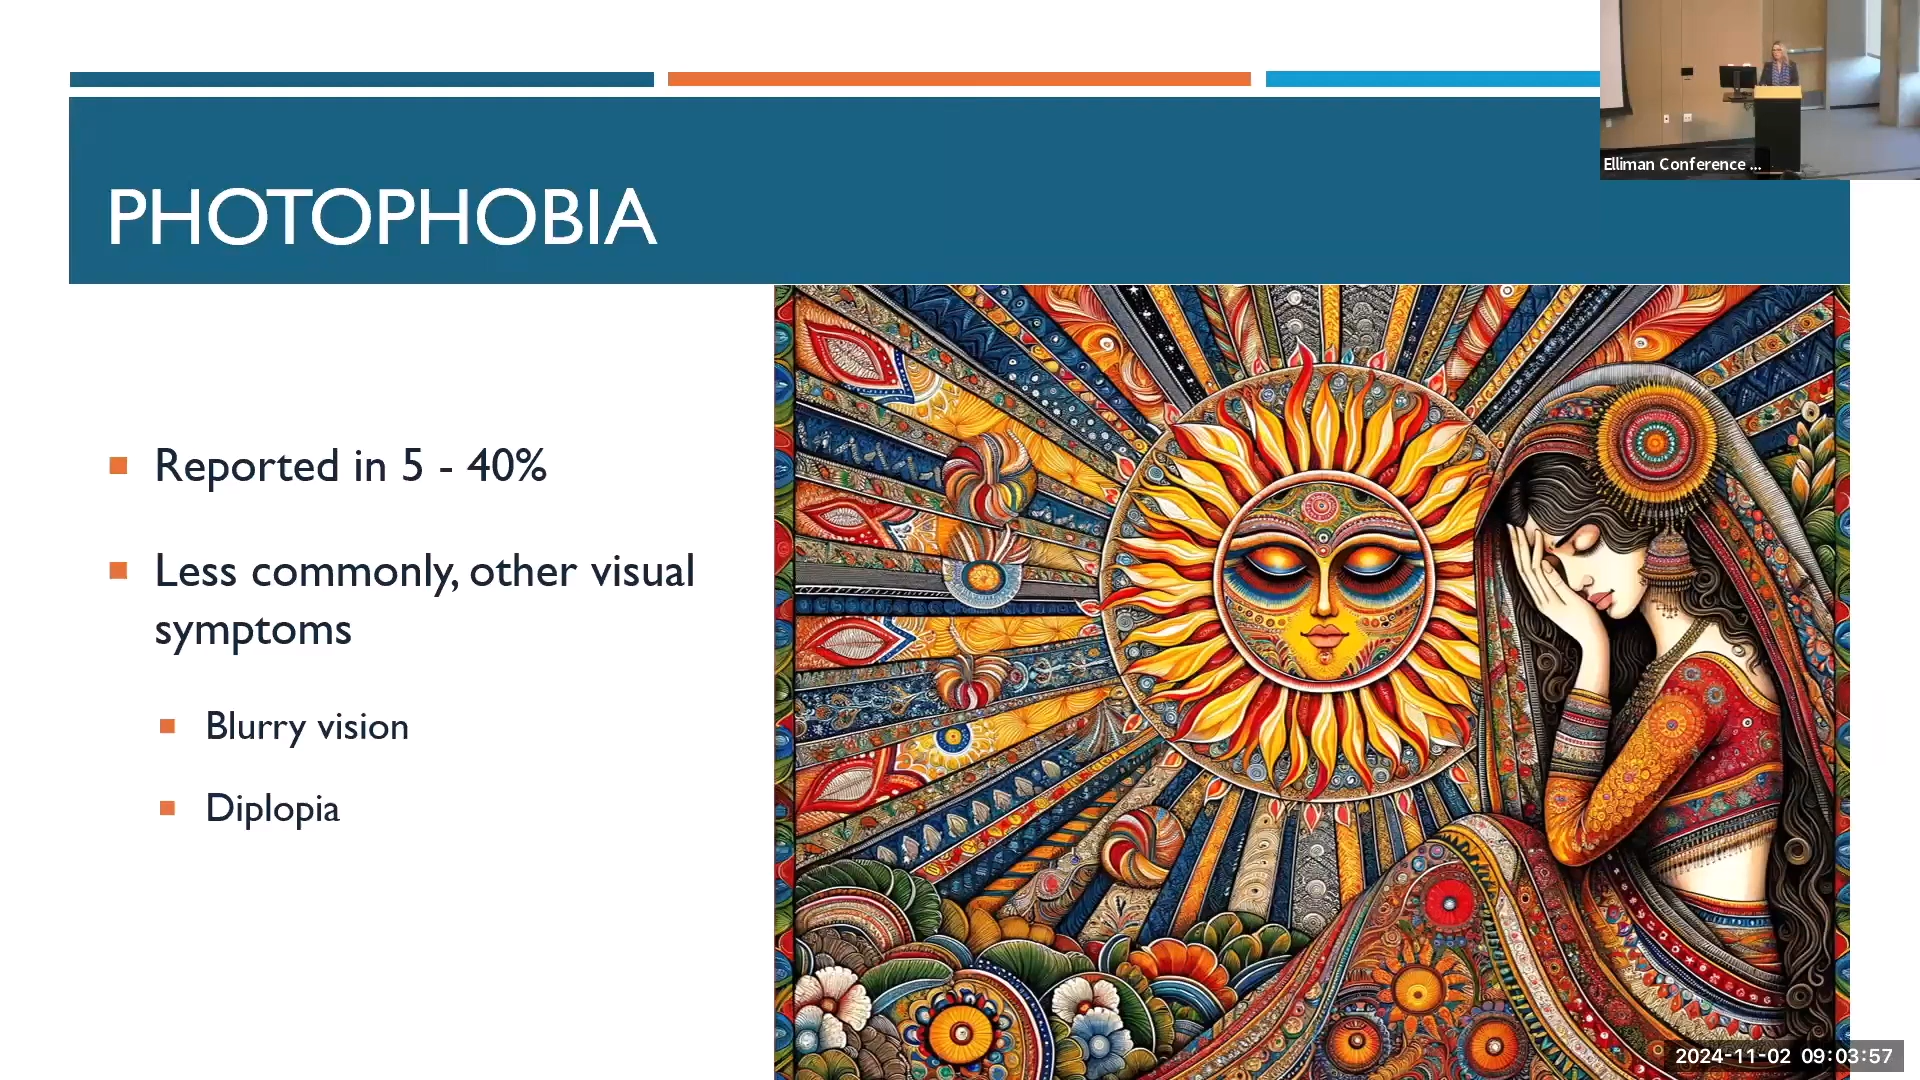 Elliman Conference ...
PHOTOPHOBIA
Reported in 5 - 40%
Less commonly, other visual
symptoms
Blurry vision
Diplopia
2024-11-02 09:03:57